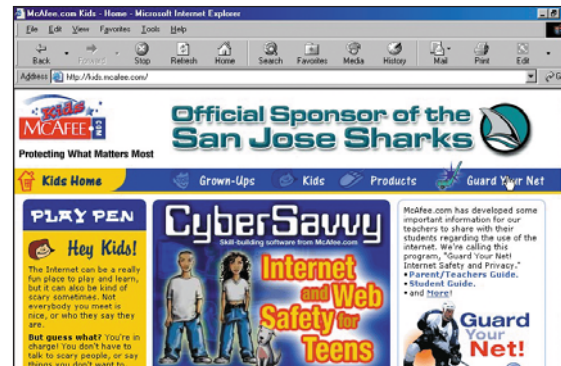 McAfee.com Kids - Home - Microsoft Internet Explorer
File Edit View Favorites Tools Help
Back Forward Stop Refresh Home Search Favorites Media History Mail Print Edit
Address http://kids.mcafee.com/
Kids
McAFEE .COM
Protecting What Matters Most
Official Sponsor of the
San Jose Sharks
Kids Home Grown-Ups Kids Products Guard Your Net
PLAY PEN
Hey Kids!
The Internet can be a really
fun place to play and learn,
but it can also be kind of
scary sometimes. Not
everybody you meet is
nice, or who they say they
are.
But guess what? You're in
charge! You don't have to
talk to scary people, or say
things you don't want to
CyberSavvy
Skill-building software from McAfee.com
Internet
and Web
Safety for
Teens
McAfee.com has developed some
important information for our
teachers to share with their
students regarding the use of the
internet. We're calling this
program, "Guard Your Net!
Internet Safety and Privacy."
•Parent/Teachers Guide.
•Student Guide.
•and More!
Guard
Your
Net!